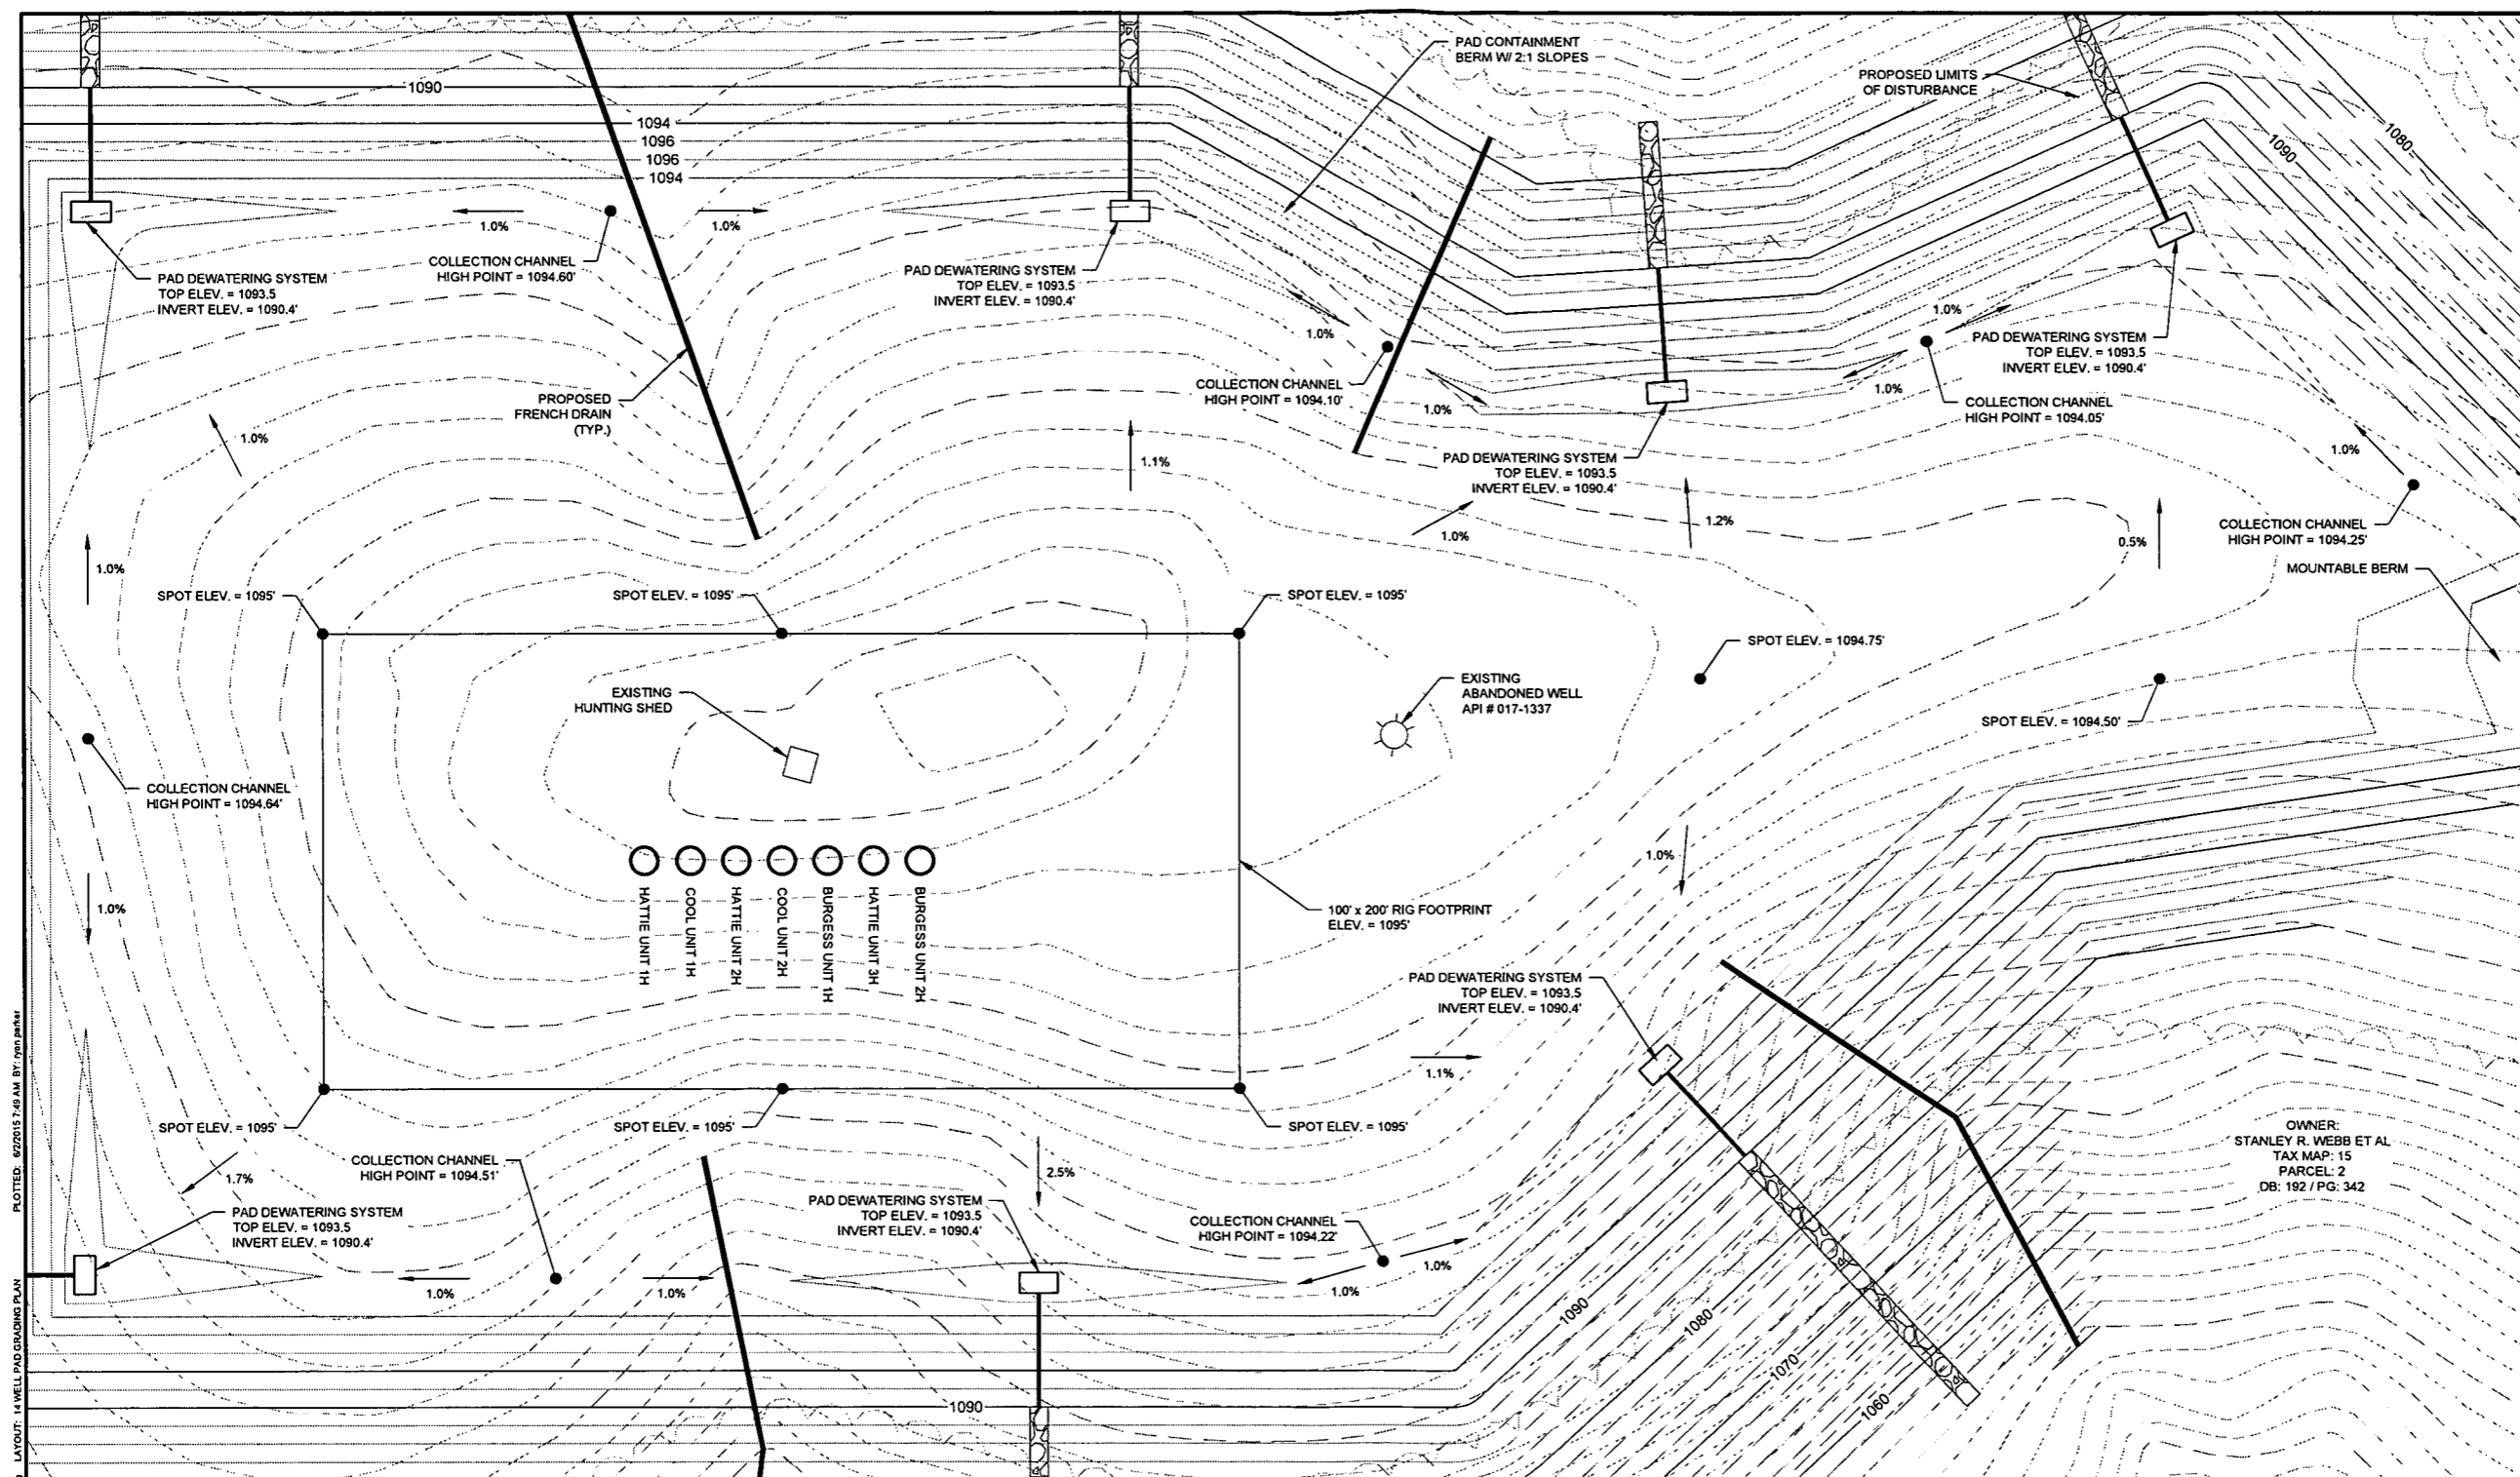 PAD CONTAINMENT
BERM W/ 2:1 SLOPES
PROPOSED LIMITS
OF DISTURBANCE
1090
1094
1096
1096
1094
1090
1080
1.0%
1.0%
COLLECTION CHANNEL
HIGH POINT = 1094.60'
PAD DEWATERING SYSTEM
TOP ELEV. = 1093.5
INVERT ELEV. = 1090.4'
PAD DEWATERING SYSTEM
TOP ELEV. = 1093.5
INVERT ELEV. = 1090.4'
1.0%
1.0%
PAD DEWATERING SYSTEM
TOP ELEV. = 1093.5
INVERT ELEV. = 1090.4'
COLLECTION CHANNEL
HIGH POINT = 1094.10'
1.0%
1.0%
COLLECTION CHANNEL
HIGH POINT = 1094.05'
PROPOSED
FRENCH DRAIN
(TYP.)
1.0%
1.1%
PAD DEWATERING SYSTEM
TOP ELEV. = 1093.5
INVERT ELEV. = 1090.4'
1.0%
1.0%
1.2%
0.5%
COLLECTION CHANNEL
HIGH POINT = 1094.25'
1.0%
MOUNTABLE BERM
SPOT ELEV. = 1095'
SPOT ELEV. = 1095'
SPOT ELEV. = 1095'
SPOT ELEV. = 1094.75'
EXISTING
HUNTING SHED
EXISTING
ABANDONED WELL
API # 017-1337
SPOT ELEV. = 1094.50'
COLLECTION CHANNEL
HIGH POINT = 1094.64'
1.0%
1.0%
HATTIE UNIT 1H
COOL UNIT 1H
HATTIE UNIT 2H
COOL UNIT 2H
BURGESS UNIT 1H
HATTIE UNIT 3H
BURGESS UNIT 2H
100' x 200' RIG FOOTPRINT
ELEV. = 1095'
PAD DEWATERING SYSTEM
TOP ELEV. = 1093.5
INVERT ELEV. = 1090.4'
1.1%
SPOT ELEV. = 1095'
SPOT ELEV. = 1095'
SPOT ELEV. = 1095'
OWNER:
STANLEY R. WEBB ET AL
TAX MAP: 15
PARCEL: 2
DB: 192 / PG: 342
COLLECTION CHANNEL
HIGH POINT = 1094.51'
1.7%
2.5%
PAD DEWATERING SYSTEM
TOP ELEV. = 1093.5
INVERT ELEV. = 1090.4'
PAD DEWATERING SYSTEM
TOP ELEV. = 1093.5
INVERT ELEV. = 1090.4'
COLLECTION CHANNEL
HIGH POINT = 1094.22'
1.0%
1.0%
1.0%
1.0%
1090
1080
1070
1060
1090
PLOTTED: 6/2/2015 7:49 AM BY: ryan parker
LAYOUT: 14 WELL PAD GRADING PLAN